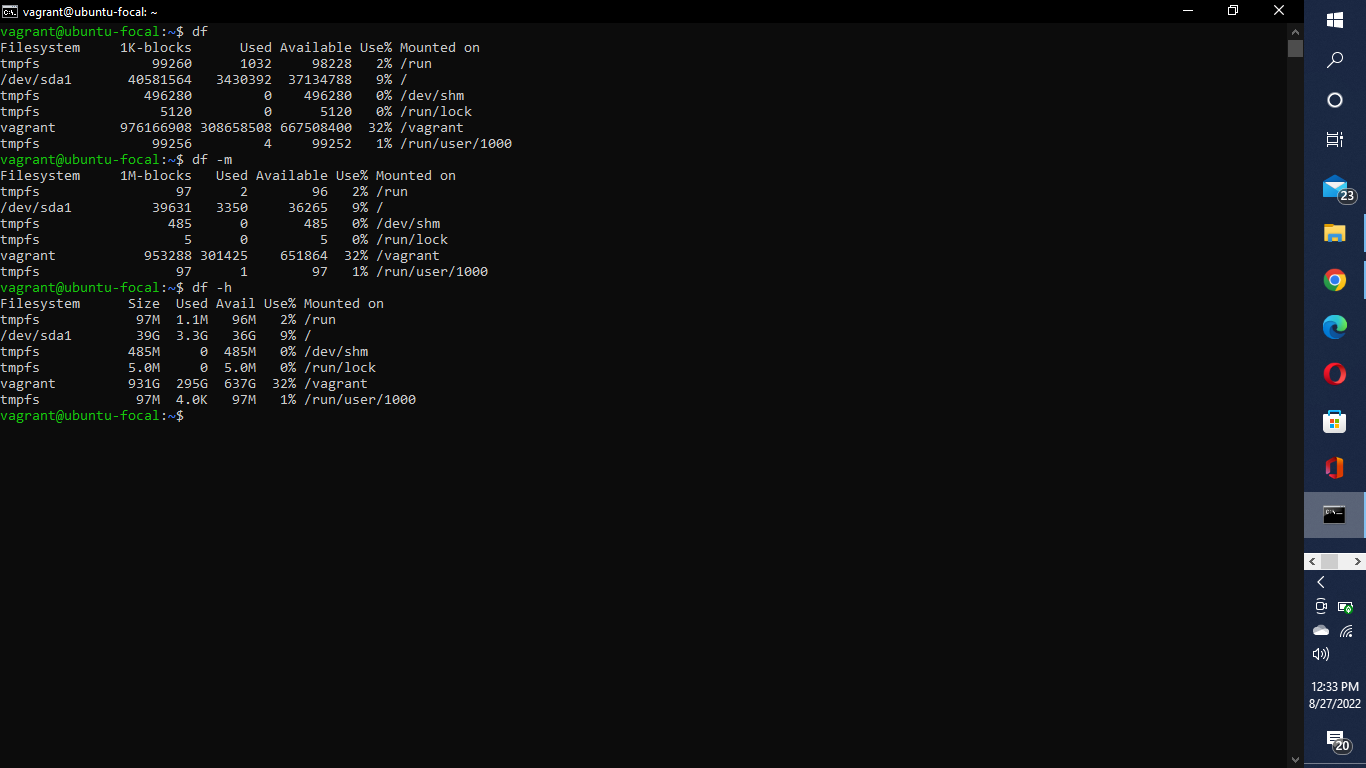 vagrant@ubuntu-focal: ~
vagrant@ubuntu-focal:~$ df
Filesystem     1K-blocks      Used Available Use% Mounted on
tmpfs              99260      1032     98228   2% /run
/dev/sda1       40581564   3430392  37134788   9% /
tmpfs             496280         0    496280   0% /dev/shm
tmpfs               5120         0      5120   0% /run/lock
vagrant        976166908 308658508 667508400  32% /vagrant
tmpfs              99256         4     99252   1% /run/user/1000
vagrant@ubuntu-focal:~$ df -m
Filesystem     1M-blocks   Used Available Use% Mounted on
tmpfs                 97      2        96   2% /run
/dev/sda1          39631   3350     36265   9% /
tmpfs                485      0       485   0% /dev/shm
tmpfs                  5      0         5   0% /run/lock
vagrant           953288 301425    651864  32% /vagrant
tmpfs                 97      1        97   1% /run/user/1000
vagrant@ubuntu-focal:~$ df -h
Filesystem      Size  Used Avail Use% Mounted on
tmpfs            97M  1.1M   96M   2% /run
/dev/sda1        39G  3.3G   36G   9% /
tmpfs           485M     0  485M   0% /dev/shm
tmpfs           5.0M     0  5.0M   0% /run/lock
vagrant         931G  295G  637G  32% /vagrant
tmpfs            97M  4.0K   97M   1% /run/user/1000
vagrant@ubuntu-focal:~$
23
12:33 PM
8/27/2022
20